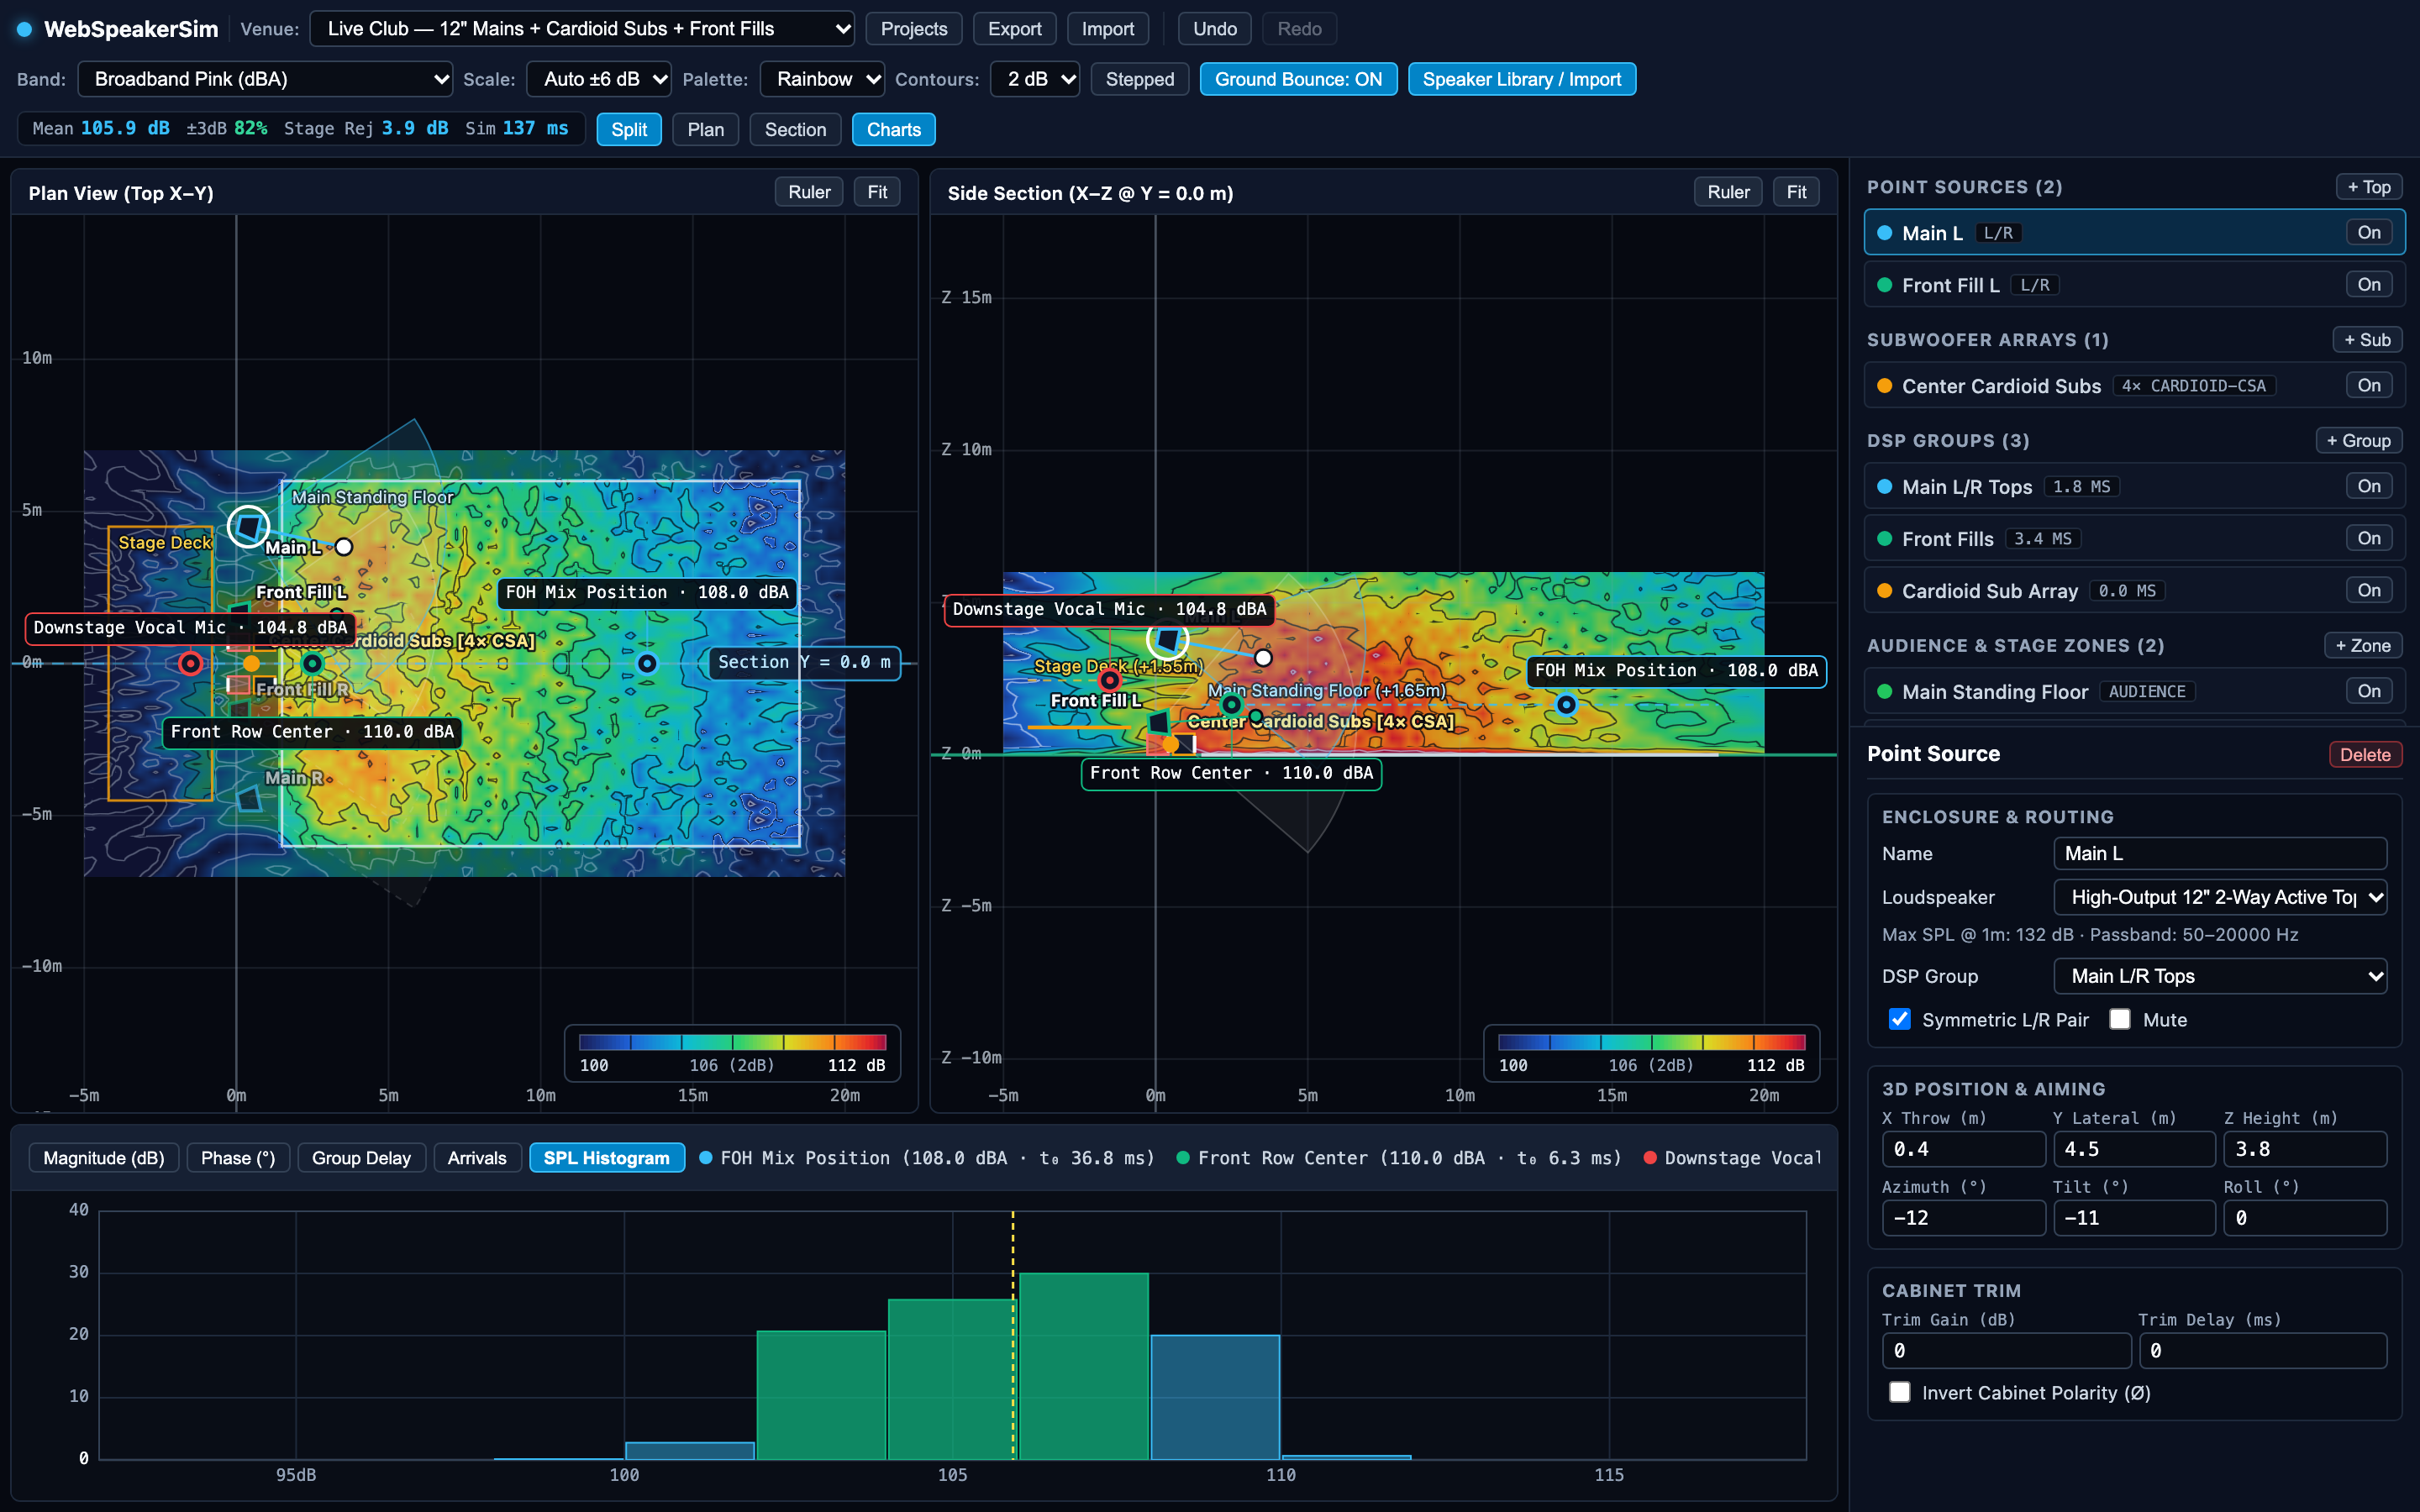 WebSpeakerSim Venue: Live Club — 12" Mains + Cardioid Subs + Front Fills Projects Export Import Undo Redo
Band: Broadband Pink (dBA) Scale: Auto ±6 dB Palette: Rainbow Contours: 2 dB Stepped Ground Bounce: ON Speaker Library / Import
Mean 105.9 dB ±3dB 82% Stage Rej 3.9 dB Sim 137 ms Split Plan Section Charts
Plan View (Top X–Y) Ruler Fit
10m
5m
0m
−5m
−10m
Main Standing Floor
Stage Deck
Main L
Front Fill L
FOH Mix Position · 108.0 dBA
Downstage Vocal Mic · 104.8 dBA
Center Cardioid Subs [4× CSA]
Section Y = 0.0 m
Front Fill R
Front Row Center · 110.0 dBA
Main R
100 106 (2dB) 112 dB
−5m 0m 5m 10m 15m 20m
Side Section (X–Z @ Y = 0.0 m) Ruler Fit
Z 15m
Z 10m
Z 0m
Z −5m
Z −10m
Downstage Vocal Mic · 104.8 dBA
Main L
Stage Deck (+1.55m)
FOH Mix Position · 108.0 dBA
Main Standing Floor (+1.65m)
Front Fill L
Center Cardioid Subs [4× CSA]
Front Row Center · 110.0 dBA
100 106 (2dB) 112 dB
−5m 0m 5m 10m 15m 20m
Magnitude (dB) Phase (°) Group Delay Arrivals SPL Histogram FOH Mix Position (108.0 dBA · t₀ 36.8 ms) Front Row Center (110.0 dBA · t₀ 6.3 ms) Downstage Vocal
40
30
20
10
0
95dB 100 105 110 115
POINT SOURCES (2) + Top
Main L L/R On
Front Fill L L/R On
SUBWOOFER ARRAYS (1) + Sub
Center Cardioid Subs 4× CARDIOID-CSA On
DSP GROUPS (3) + Group
Main L/R Tops 1.8 MS On
Front Fills 3.4 MS On
Cardioid Sub Array 0.0 MS On
AUDIENCE & STAGE ZONES (2) + Zone
Main Standing Floor AUDIENCE On
Point Source Delete
ENCLOSURE & ROUTING
Name Main L
Loudspeaker High-Output 12" 2-Way Active Top
Max SPL @ 1m: 132 dB · Passband: 50–20000 Hz
DSP Group Main L/R Tops
Symmetric L/R Pair Mute
3D POSITION & AIMING
X Throw (m) Y Lateral (m) Z Height (m)
0.4 4.5 3.8
Azimuth (°) Tilt (°) Roll (°)
−12 −11 0
CABINET TRIM
Trim Gain (dB) Trim Delay (ms)
0 0
Invert Cabinet Polarity (Ø)